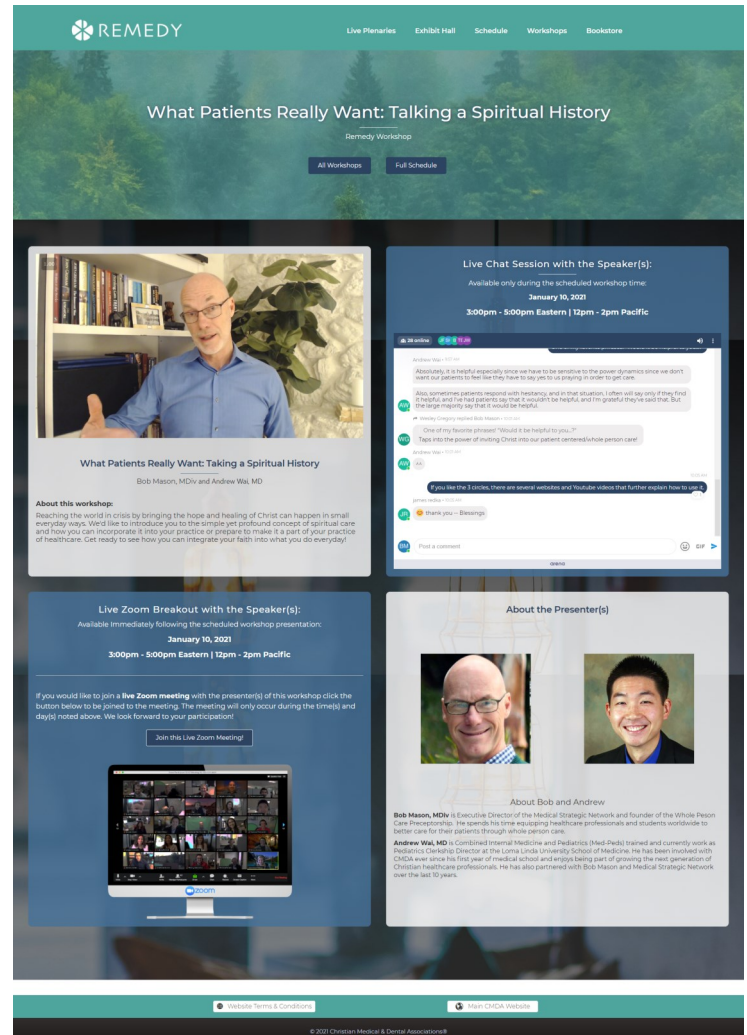 REMEDY
Live Plenaries
Exhibit Hall
Schedule
Workshops
Bookstore
What Patients Really Want: Talking a Spiritual History
Remedy Workshop
All Workshops
Full Schedule
What Patients Really Want: Taking a Spiritual History
Bob Mason, MDiv and Andrew Wai, MD
About this workshop:
Reaching the world in crisis by bringing the hope and healing of Christ can happen in small
everyday ways. We'd like to introduce you to the simple yet profound concept of spiritual care
and how you can incorporate it into your practice or prepare to make it a part of your practice
of healthcare. Get ready to see how you can integrate your faith into what you do everyday!
Live Chat Session with the Speaker(s):
Available only during the scheduled workshop time:
January 10, 2021
3:00pm - 5:00pm Eastern | 12pm - 2pm Pacific
28 online
Andrew Wai
Absolutely, it is helpful especially since we have to be sensitive to the power dynamics since we don't
want our patients to feel like they have to say yes to us praying in order to get care.
Also, sometimes patients respond with hesitancy, and in that situation, I often will say only if they find
it helpful, and I've had patients say that it wouldn't be helpful, and I'm grateful they've said that. But
the large majority say that it would be helpful.
AW
Wesley Gregory replied Bob Mason
One of my favorite phrases! "Would it be helpful to you...?"
WG
Taps into the power of inviting Christ into our patient centered/whole person care!
Andrew Wai
AW
If you like the 3 circles, there are several websites and Youtube videos that further explain how to use it.
JR
thank you -- Blessings
BM
Post a comment
GIF
Live Zoom Breakout with the Speaker(s):
Available Immediately following the scheduled workshop presentation:
January 10, 2021
3:00pm - 5:00pm Eastern | 12pm - 2pm Pacific
If you would like to join a live Zoom meeting with the presenter(s) of this workshop click the
button below to be joined to the meeting. The meeting will only occur during the time(s) and
day(s) noted above. We look forward to your participation!
Join this Live Zoom Meeting!
zoom
About the Presenter(s)
About Bob and Andrew
Bob Mason, MDiv is Executive Director of the Medical Strategic Network and founder of the Whole Peson
Care Preceptorship. He spends his time equipping healthcare professionals and students worldwide to
better care for their patients through whole person care.
Andrew Wai, MD is Combined Internal Medicine and Pediatrics (Med-Peds) trained and currently work as
Pediatrics Clerkship Director at the Loma Linda University School of Medicine. He has been involved with
CMDA ever since his first year of medical school and enjoys being part of growing the next generation of
Christian healthcare professionals. He has also partnered with Bob Mason and Medical Strategic Network
over the last 10 years.
Website Terms & Conditions
Main CMDA Website
© 2021 Christian Medical & Dental Associations®